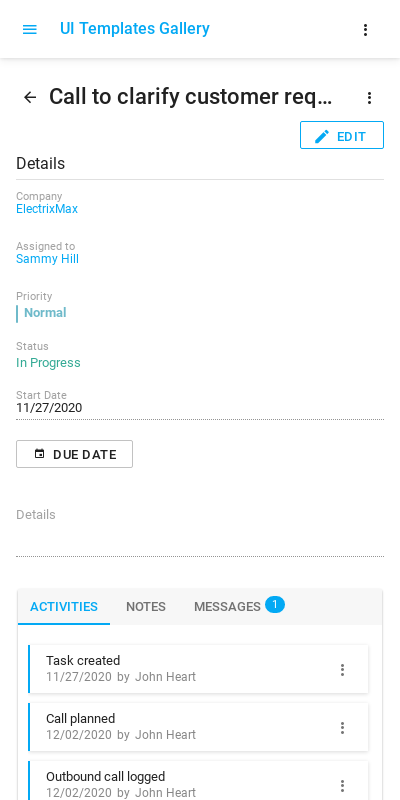 UI Templates Gallery
Call to clarify customer req...
EDIT
Details
Company
ElectrixMax
Assigned to
Sammy Hill
Priority
Normal
Status
In Progress
Start Date
11/27/2020
DUE DATE
Details
ACTIVITIES NOTES MESSAGES 1
Task created
11/27/2020 by John Heart
Call planned
12/02/2020 by John Heart
Outbound call logged
12/02/2020 by John Heart